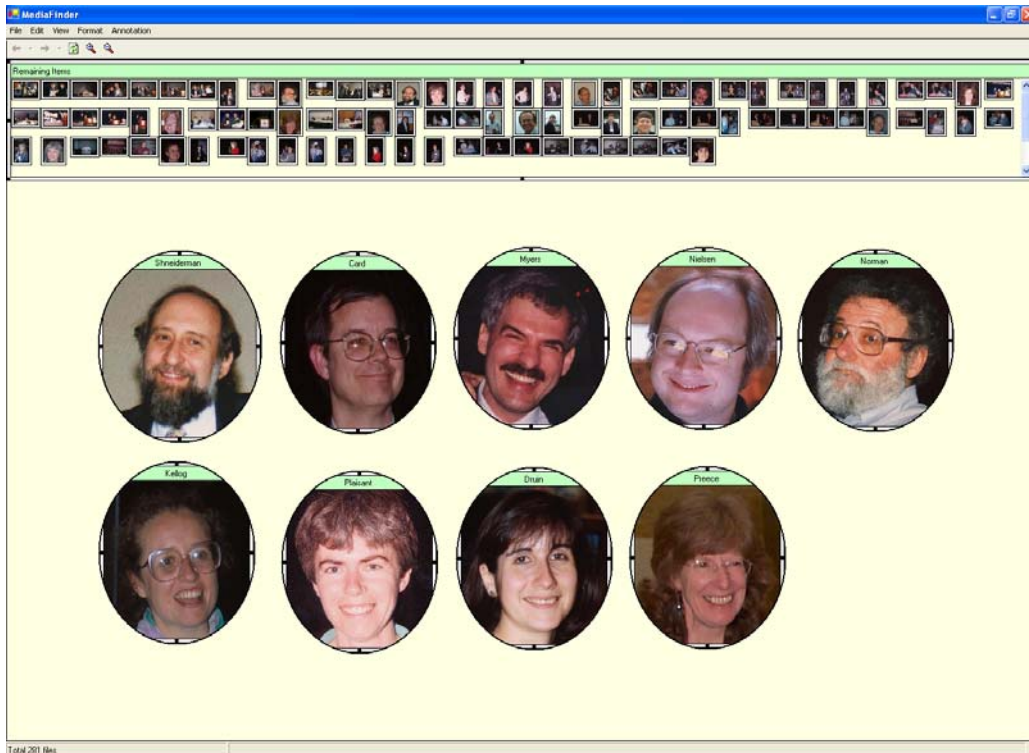 MediaFinder
File Edit View Format Annotation
Remaining Items
Shneiderman
Card
Myers
Nielsen
Norman
Kellog
Plaisant
Druin
Preece
Total 281 files